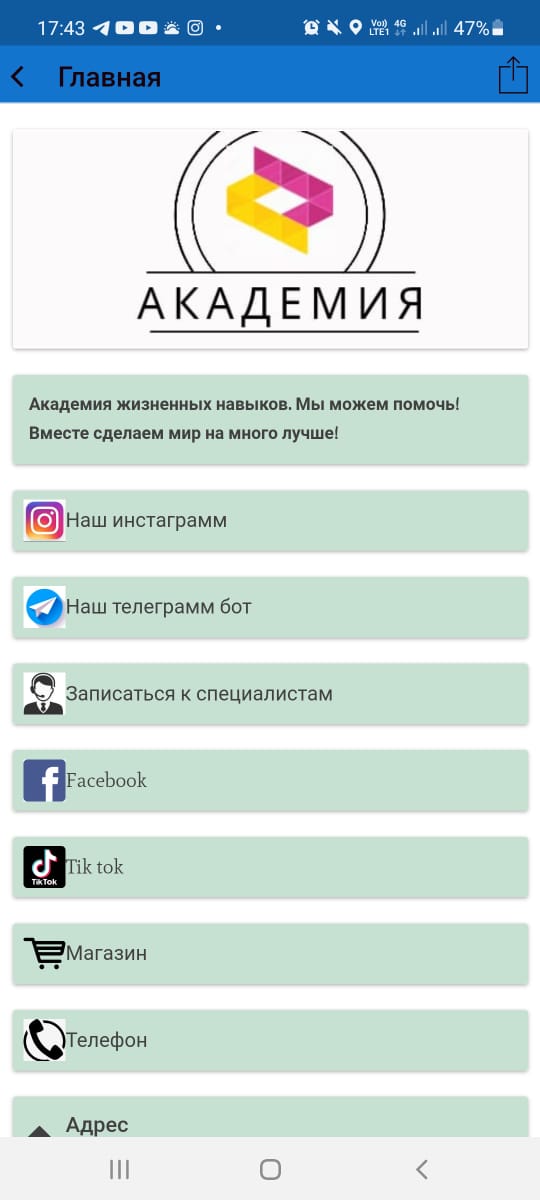 17:43
Vo)) 4G
LTE1
47%
Главная
АКАДЕМИЯ
Академия жизненных навыков. Мы можем помочь!
Вместе сделаем мир на много лучше!
Наш инстаграмм
Наш телеграмм бот
Записаться к специалистам
Facebook
TikTok
Tik tok
Магазин
Телефон
Адрес